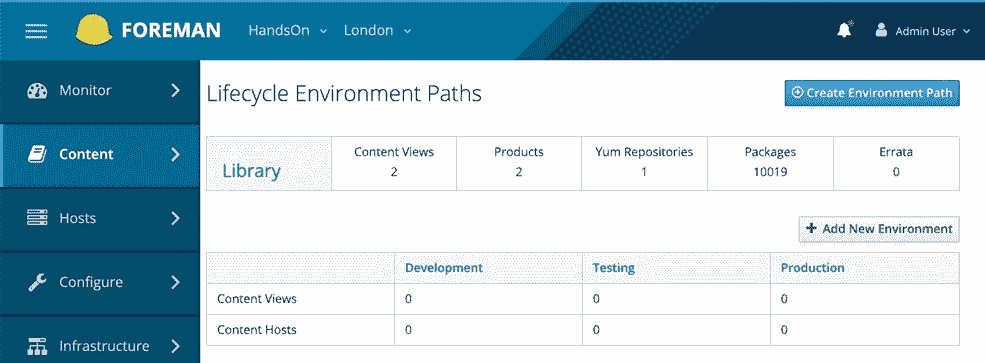 FOREMAN HandsOn London Admin User
Monitor
Content
Hosts
Configure
Infrastructure
Lifecycle Environment Paths
Create Environment Path
Library
Content Views Products Yum Repositories Packages Errata
2 2 1 10019 0
+ Add New Environment
Development Testing Production
Content Views 0 0 0
Content Hosts 0 0 0